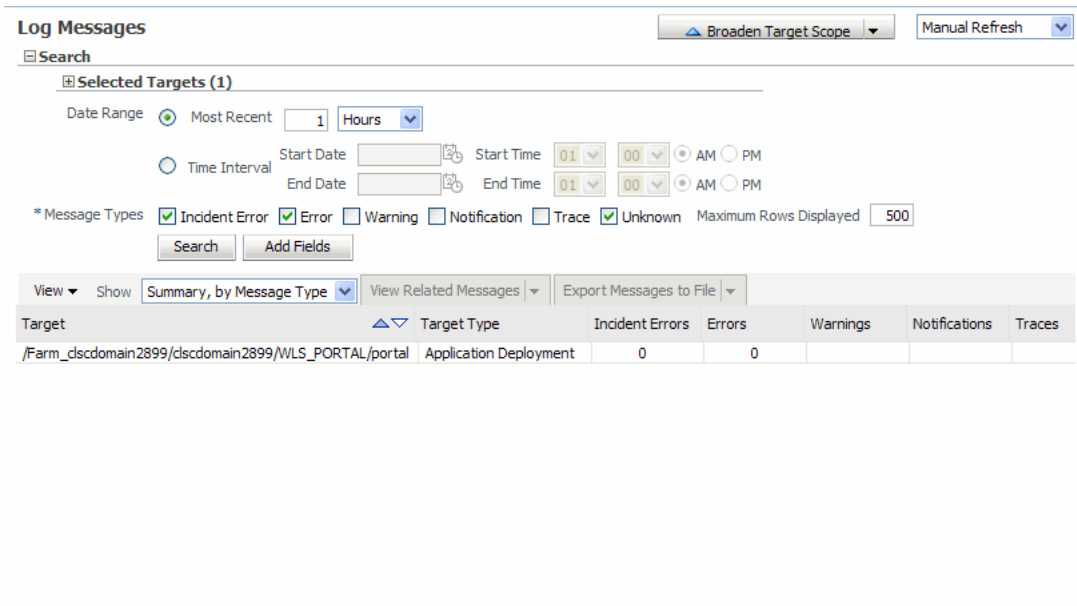 Log Messages Broaden Target Scope Manual Refresh
Search
Selected Targets (1)
Date Range Most Recent 1 Hours
Time Interval Start Date Start Time 01 00 AM PM
End Date End Time 01 00 AM PM
* Message Types Incident Error Error Warning Notification Trace Unknown Maximum Rows Displayed 500
Search Add Fields
View Show Summary, by Message Type View Related Messages Export Messages to File
Target Target Type Incident Errors Errors Warnings Notifications Traces
/Farm_clscdomain2899/clscdomain2899/WLS_PORTAL/portal Application Deployment 0 0